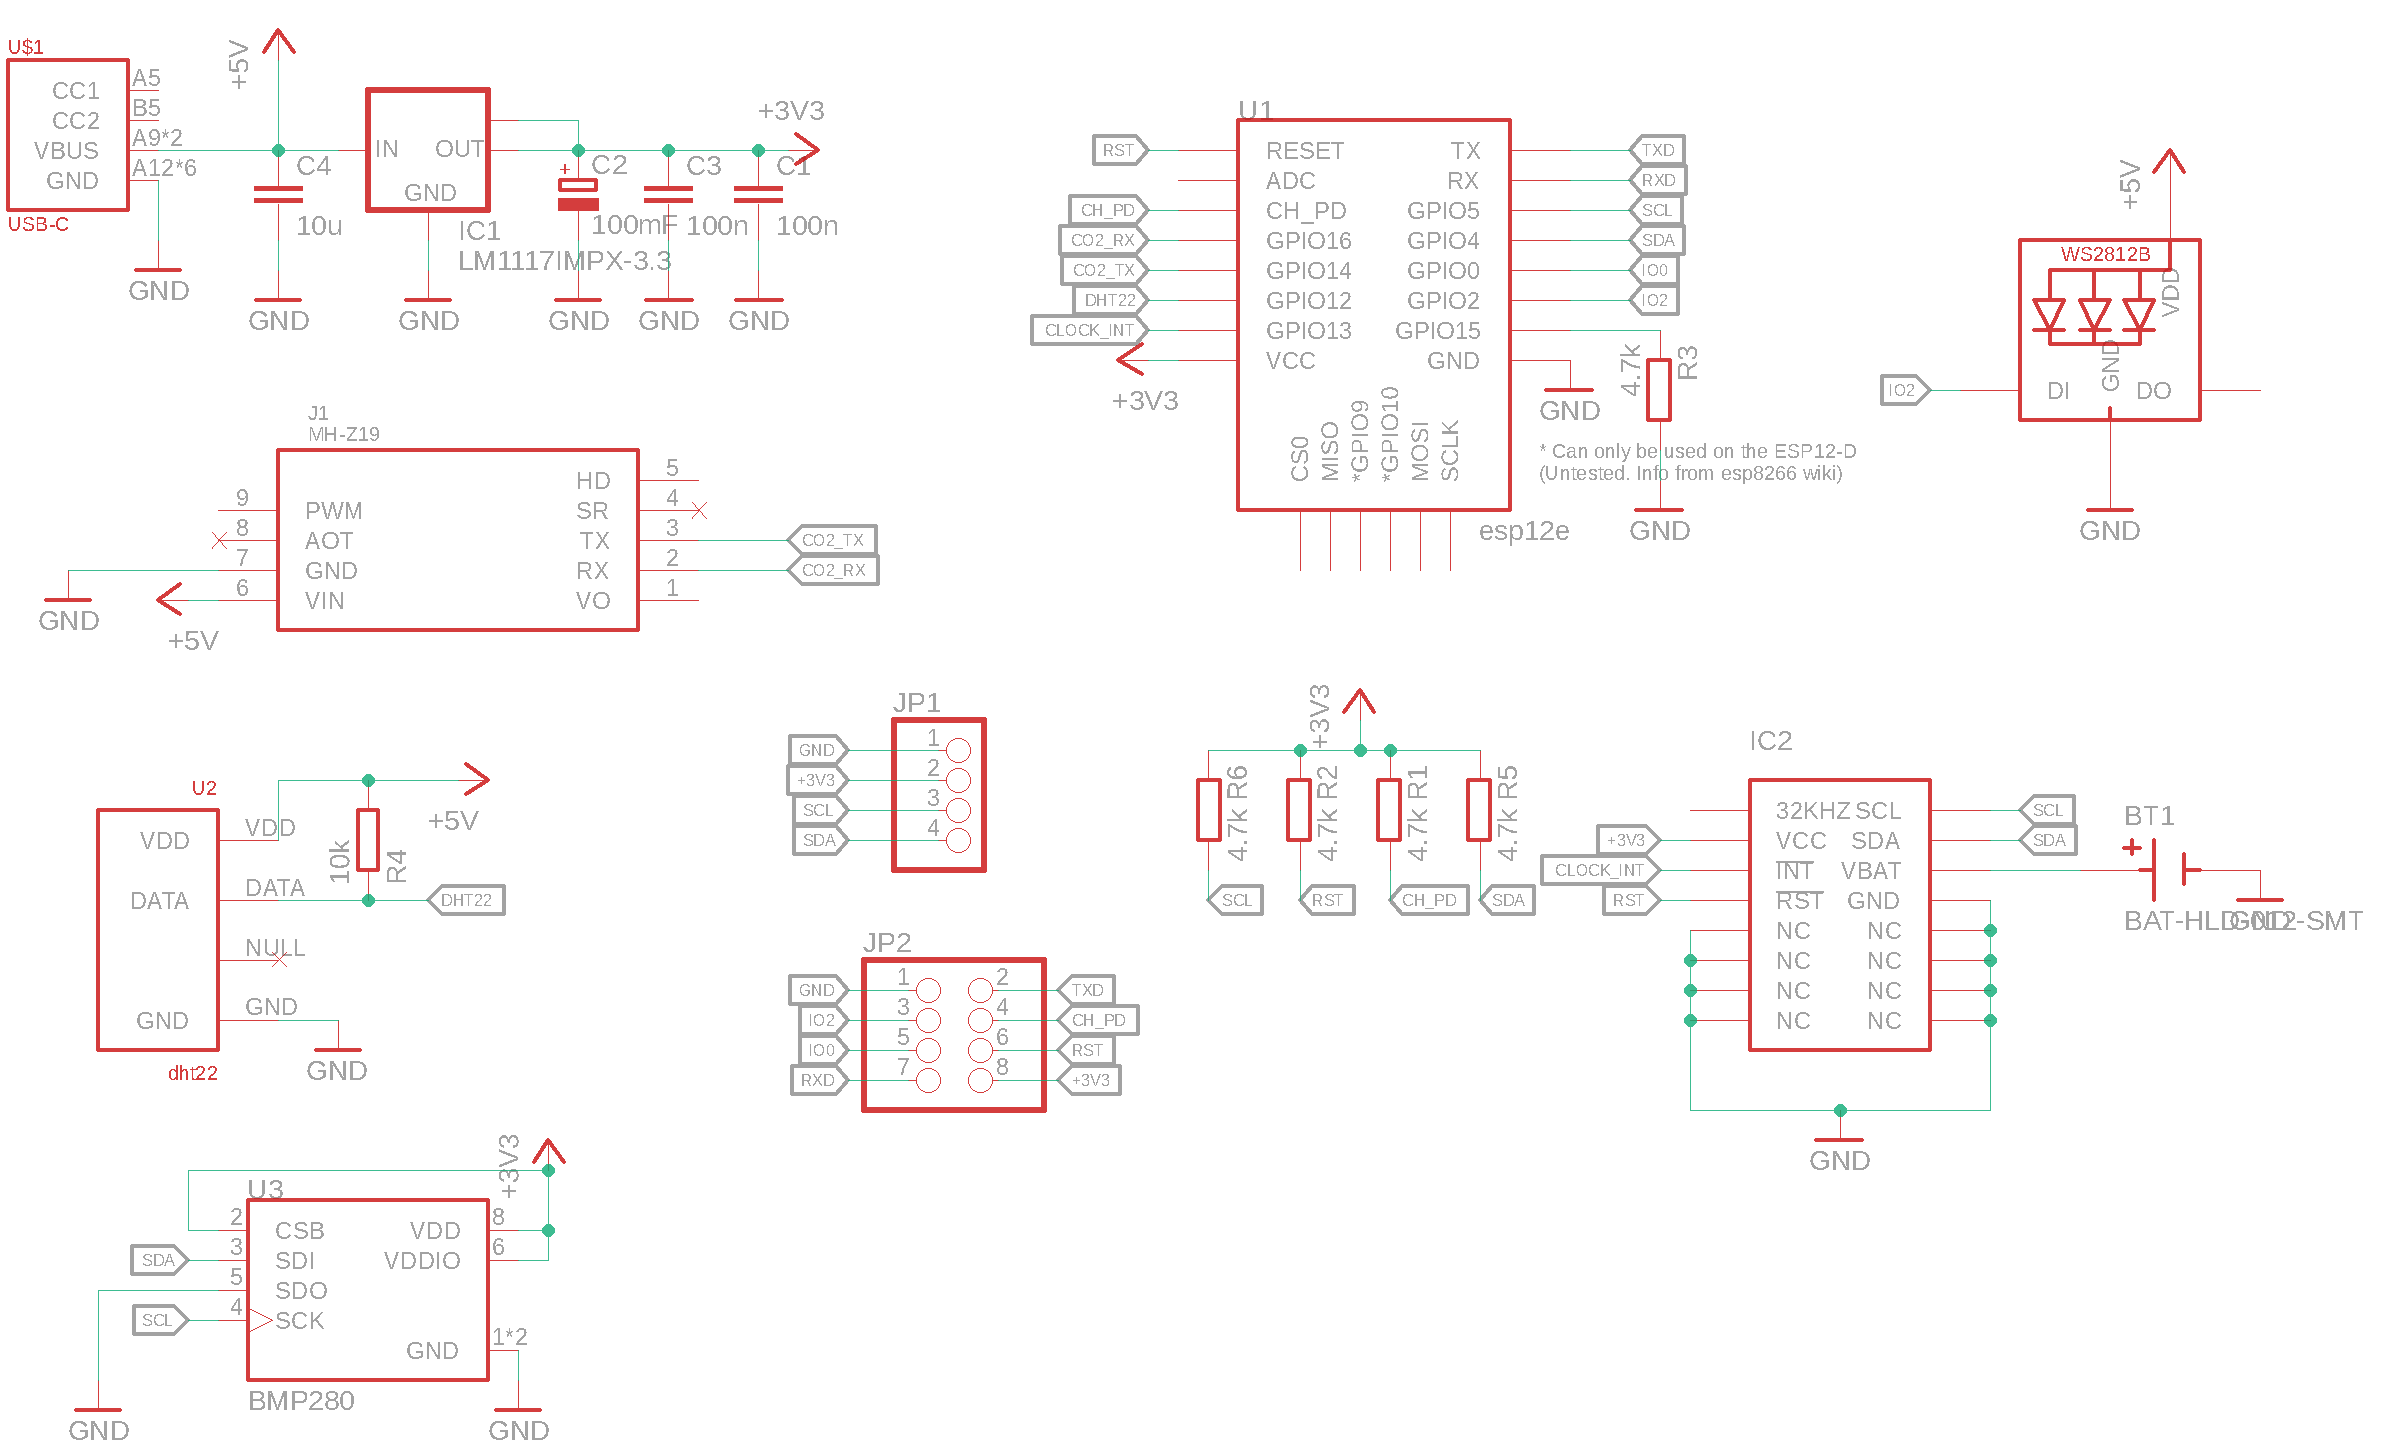 U$1
CC1 A5
CC2 B5
VBUS A9*2
GND A12*6
USB-C
GND
+5V
C4
10u
GND
IN OUT
GND
IC1
LM1117IMPX-3.3
GND
+
C2
100mF
GND
C3
100n
GND
C1
100n
GND
+3V3
U1
RST RESET TX TXD
ADC RX RXD
CH_PD CH_PD GPIO5 SCL
CO2_RX GPIO16 GPIO4 SDA
CO2_TX GPIO14 GPIO0 IO0
DHT22 GPIO12 GPIO2 IO2
CLOCK_INT GPIO13 GPIO15
VCC GND
+3V3
GND
4.7k
R3
CS0
MISO
*GPIO9
*GPIO10
MOSI
SCLK
* Can only be used on the ESP12-D
(Untested. Info from esp8266 wiki)
esp12e
GND
+5V
WS2812B
VDD
GND
IO2 DI DO
GND
J1
MH-Z19
HD 5
9 PWM SR 4
8 AOT TX 3 CO2_TX
7 GND RX 2 CO2_RX
6 VIN VO 1
GND
+5V
U2
VDD VDD
DATA DATA DHT22
NULL
GND GND
dht22
10k
R4
+5V
GND
JP1
GND 1
+3V3 2
SCL 3
SDA 4
JP2
GND 1 2 TXD
IO2 3 4 CH_PD
IO0 5 6 RST
RXD 7 8 +3V3
+3V3
4.7k R6
4.7k R2
4.7k R1
4.7k R5
SCL RST CH_PD SDA
IC2
32KHZ SCL SCL
+3V3 VCC SDA SDA
CLOCK_INT INT VBAT
RST RST GND
NC NC
NC NC
NC NC
NC NC
GND
BT1
+
BAT-HLD-012-SMT
GND
+3V3
U3
2 CSB VDD 8
SDA 3 SDI VDDIO 6
5 SDO
SCL 4 SCK
GND 1*2
BMP280
GND
GND